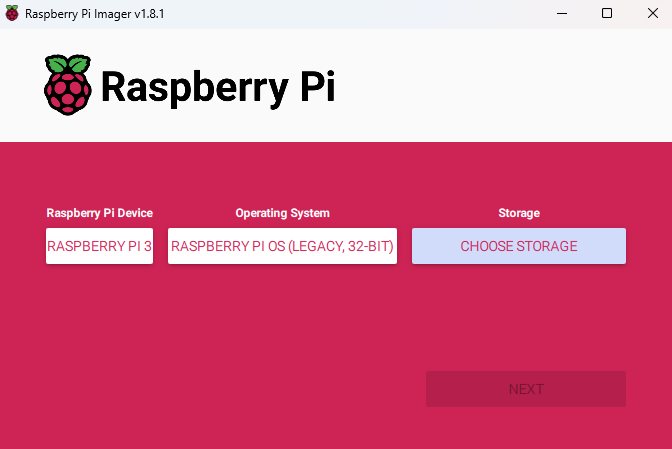 Raspberry Pi Imager v1.8.1
Raspberry Pi
Raspberry Pi Device
Operating System
Storage
RASPBERRY PI 3
RASPBERRY PI OS (LEGACY, 32-BIT)
CHOOSE STORAGE
NEXT